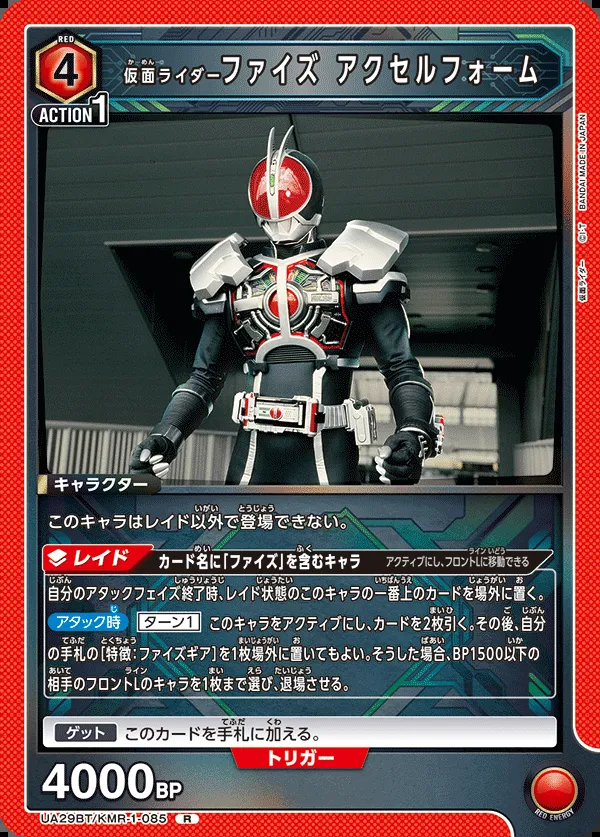 RED
4
ACTION 1
仮面ライダーファイズ アクセルフォーム
仮面ライダー ©I・T BANDAI MADE IN JAPAN
キャラクター
このキャラはレイド以外で登場できない。
レイド カード名に「ファイズ」を含むキャラ アクティブにし、フロントLに移動できる
自分のアタックフェイズ終了時、レイド状態のこのキャラの一番上のカードを場外に置く。
アタック時 ターン1 このキャラをアクティブにし、カードを2枚引く。その後、自分
の手札の[特徴:ファイズギア]を1枚場外に置いてもよい。そうした場合、BP1500以下の
相手のフロントLのキャラを1枚まで選び、退場させる。
ゲット このカードを手札に加える。
トリガー
4000BP
UA29BT/KMR-1-085 R
RED ENERGY